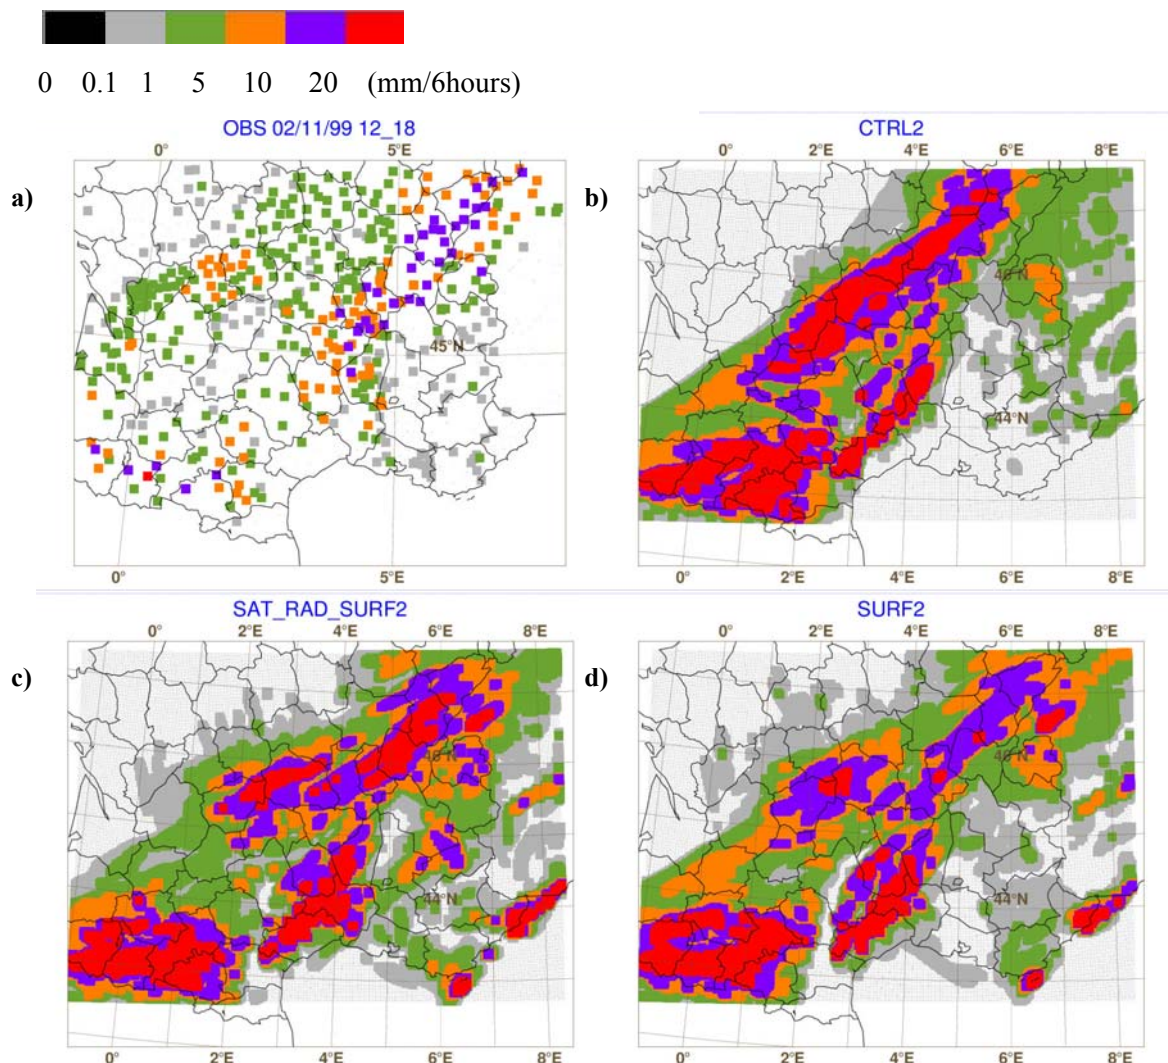 0 0.1 1 5 10 20 (mm/6hours)
OBS 02/11/99 12_18
CTRL2
0° 5°E
2°E 4°E 6°E 8°E
a)
b)
46°N
45°N
44°N
0° 5°E
0° 2°E 4°E 6°E 8°E
SAT_RAD_SURF2
SURF2
0° 2°E 4°E 6°E 8°E
0° 2°E 4°E 6°E 8°E
c)
d)
46°N
46°N
44°N
44°N
0° 2°E 4°E 6°E 8°E
0° 2°E 4°E 6°E 8°E